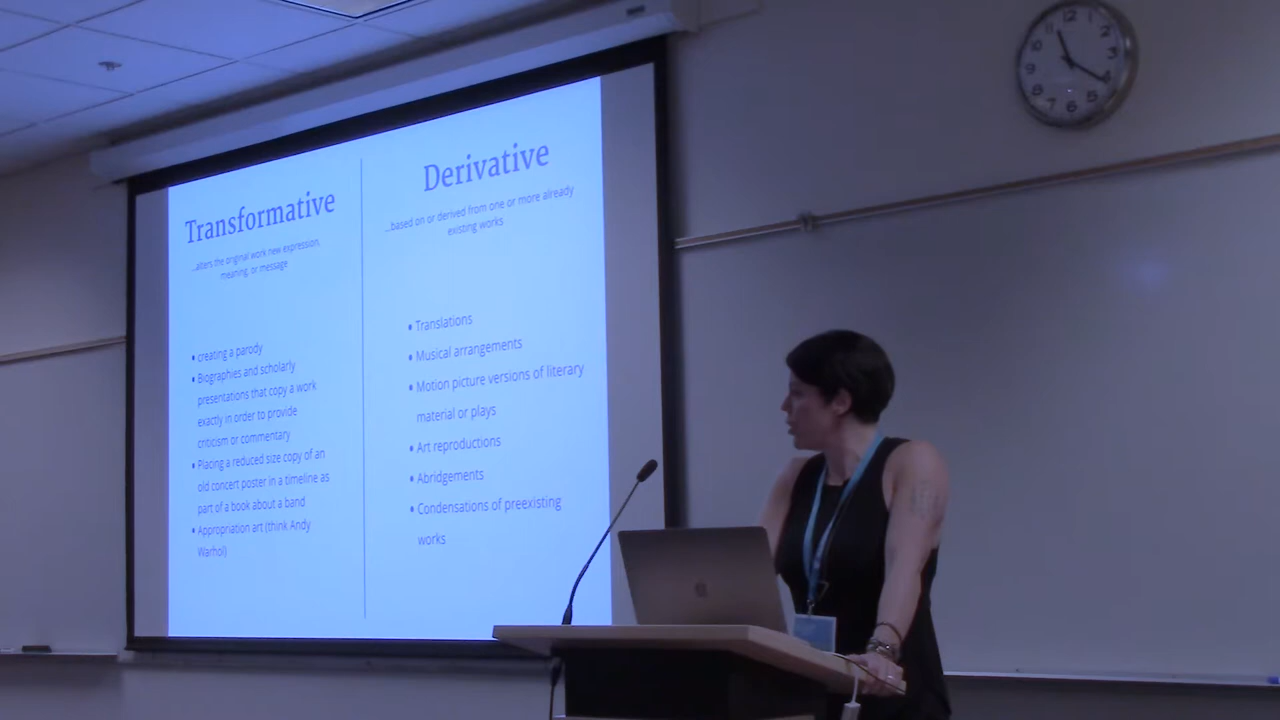 Transformative
...alters the original work new expression,
meaning, or message
• creating a parody
• Biographies and scholarly
presentations that copy a work
exactly in order to provide
criticism or commentary
• Placing a reduced size copy of an
old concert poster in a timeline as
part of a book about a band
• Appropriation art (think Andy
Warhol)
Derivative
...based on or derived from one or more already
existing works
• Translations
• Musical arrangements
• Motion picture versions of literary
material or plays
• Art reproductions
• Abridgements
• Condensations of preexisting
works